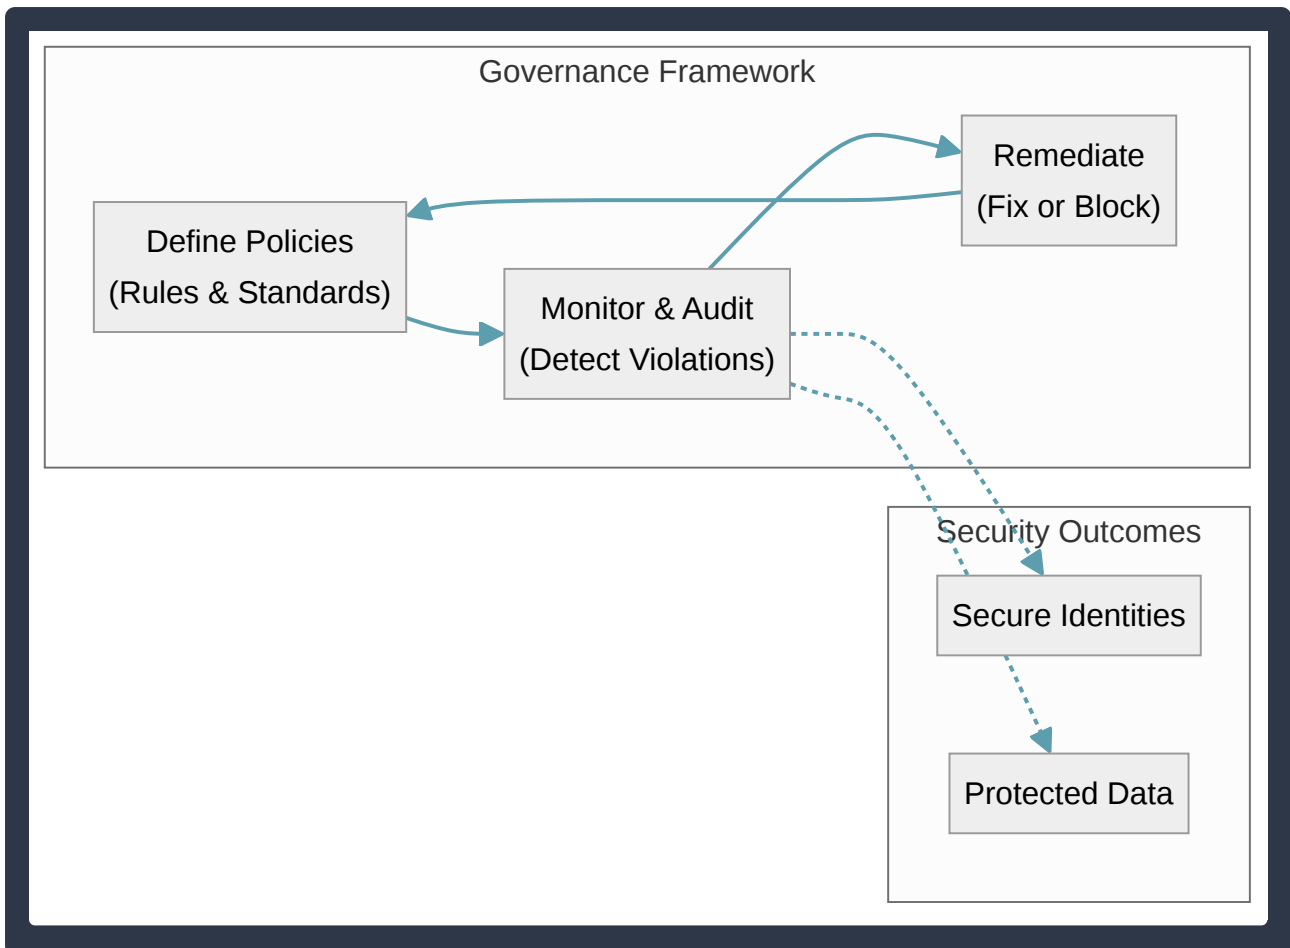 Governance Framework
Remediate
(Fix or Block)
Define Policies
(Rules & Standards)
Monitor & Audit
(Detect Violations)
Security Outcomes
Secure Identities
Protected Data